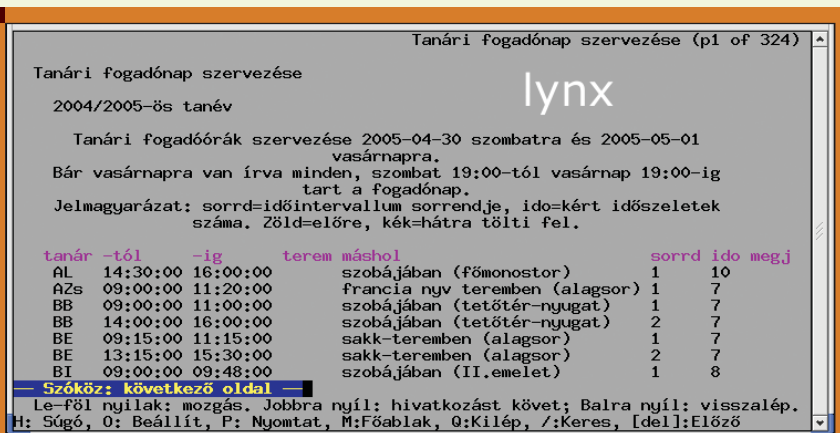 Tanári fogadónap szervezése (p1 of 324)
Tanári fogadónap szervezése
lynx
2004/2005-ös tanév
Tanári fogadóórák szervezése 2005-04-30 szombatra és 2005-05-01
vasárnapra.
Bár vasárnapra van írva minden, szombat 19:00-tól vasárnap 19:00-ig
tart a fogadónap.
Jelmagyarázat: sorrd=időintervallum sorrendje, ido=kért időszeletek
száma. Zöld=előre, kék=hátra tölti fel.
tanár -tól -ig terem máshol sorrd ido megj
AL 14:30:00 16:00:00 szobájában (főmonostor) 1 10
AZs 09:00:00 11:20:00 francia nyv teremben (alagsor) 1 7
BB 09:00:00 11:00:00 szobájában (tetőtér-nyugat) 1 7
BB 14:00:00 16:00:00 szobájában (tetőtér-nyugat) 2 7
BE 09:15:00 11:15:00 sakk-teremben (alagsor) 1 7
BE 13:15:00 15:30:00 sakk-teremben (alagsor) 2 7
BI 09:00:00 09:48:00 szobájában (II.emelet) 1 8
— Szóköz: következő oldal —
Le-föl nyilak: mozgás. Jobbra nyíl: hivatkozást követ; Balra nyíl: visszalép.
H: Súgó, O: Beállít, P: Nyomtat, M:Főablak, Q:Kilép, /:Keres, [del]:Előző